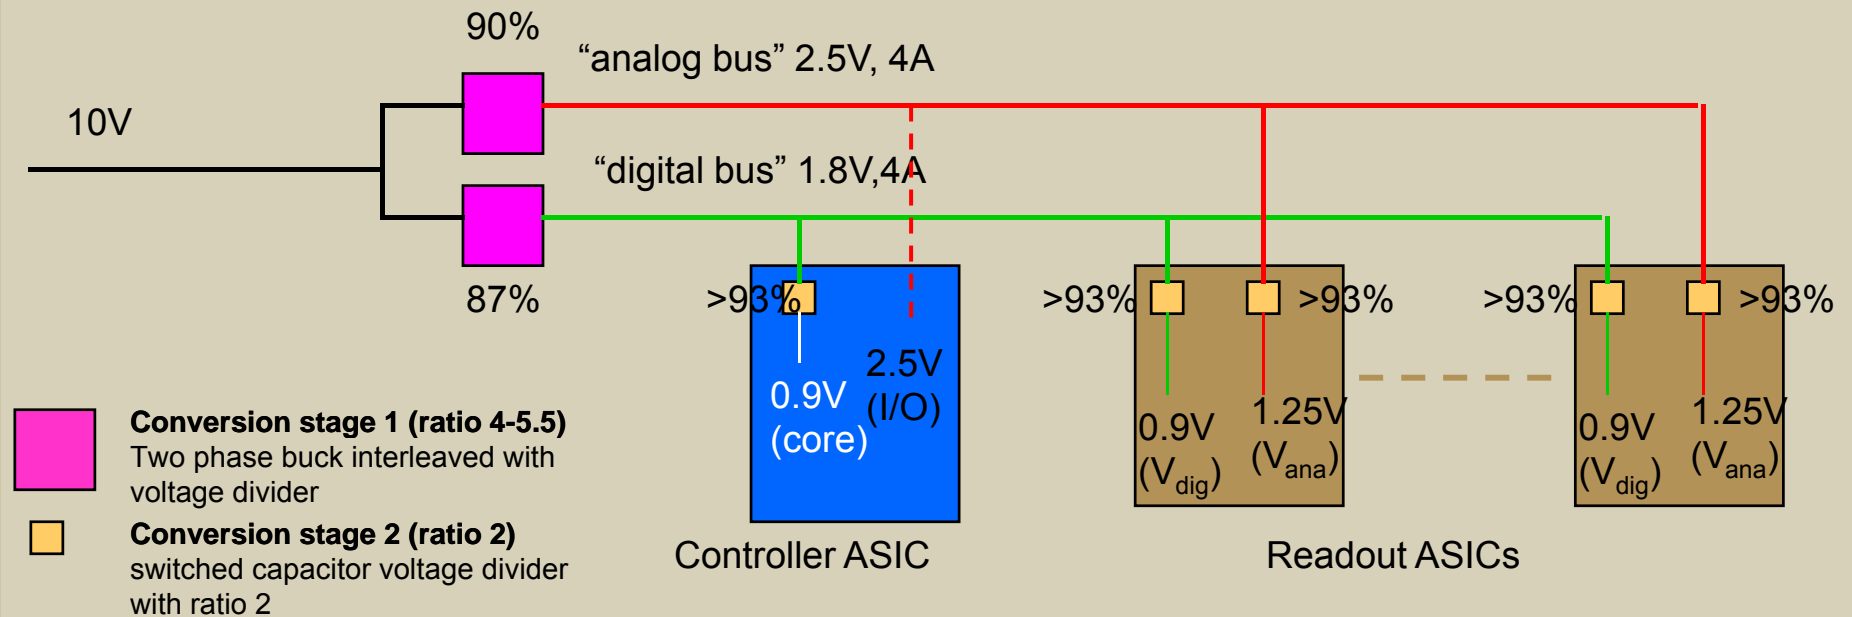 90%
“analog bus” 2.5V, 4A
10V
“digital bus” 1.8V,4A
87%
>93%
>93%
>93%
>93%
>93%
2.5V
(I/O)
0.9V
(core)
0.9V
(Vdig)
1.25V
(Vana)
0.9V
(Vdig)
1.25V
(Vana)
Conversion stage 1 (ratio 4-5.5)
Two phase buck interleaved with
voltage divider
Conversion stage 2 (ratio 2)
switched capacitor voltage divider
with ratio 2
Controller ASIC
Readout ASICs